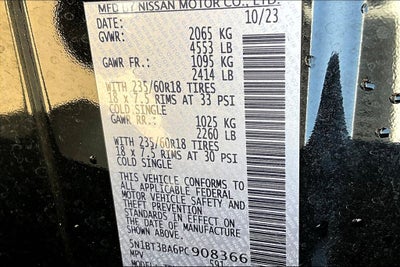 MFD BY NISSAN MOTOR CO., LTD.
DATE: 10/23
GVWR: 2065 KG
4553 LB
GAWR FR.: 1095 KG
2414 LB
WITH 235/60R18 TIRES
18 x 7.5 RIMS AT 33 PSI
COLD SINGLE
GAWR RR.: 1025 KG
2260 LB
WITH 235/60R18 TIRES
18 x 7.5 RIMS AT 30 PSI
COLD SINGLE
THIS VEHICLE CONFORMS TO
ALL APPLICABLE FEDERAL
MOTOR VEHICLE SAFETY AND
THEFT PREVENTION
STANDARDS IN EFFECT ON
THE DATE OF MANUFACTURE
SHOWN ABOVE.
5N1BT3BA6PC 908366
MPV